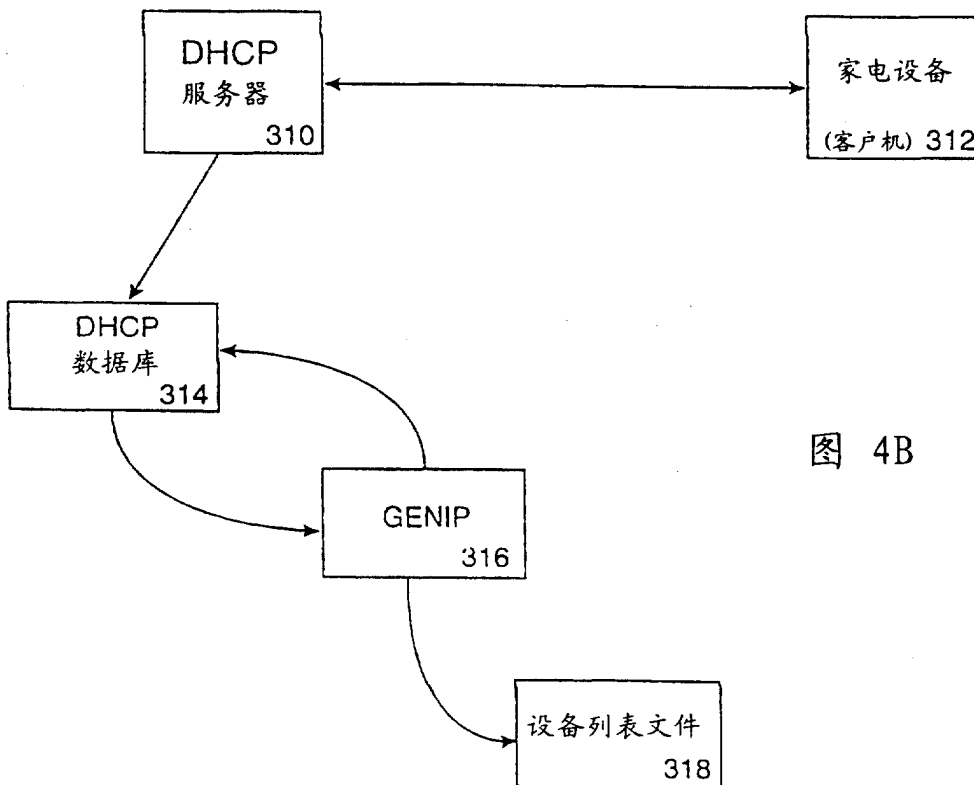 DHCP
服务器
310
家电设备
(客户机) 312
DHCP
数据库
314
图 4B
GENIP
316
设备列表文件
318